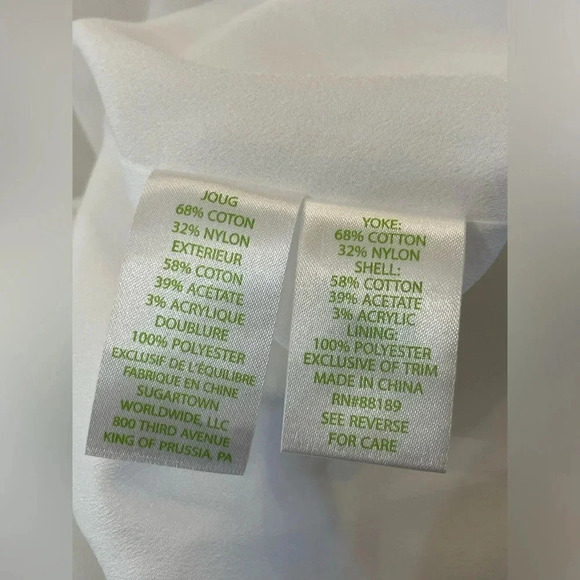 JOUG
68% COTON
32% NYLON
EXTERIEUR
58% COTON
39% ACÉTATE
3% ACRYLIQUE
DOUBLURE
100% POLYESTER
EXCLUSIF DE L'ÉQUILIBRE
FABRIQUE EN CHINE
SUGARTOWN
WORLDWIDE, LLC
800 THIRD AVENUE
KING OF PRUSSIA, PA
YOKE:
68% COTTON
32% NYLON
SHELL:
58% COTTON
39% ACETATE
3% ACRYLIC
LINING:
100% POLYESTER
EXCLUSIVE OF TRIM
MADE IN CHINA
RN#88189
SEE REVERSE
FOR CARE